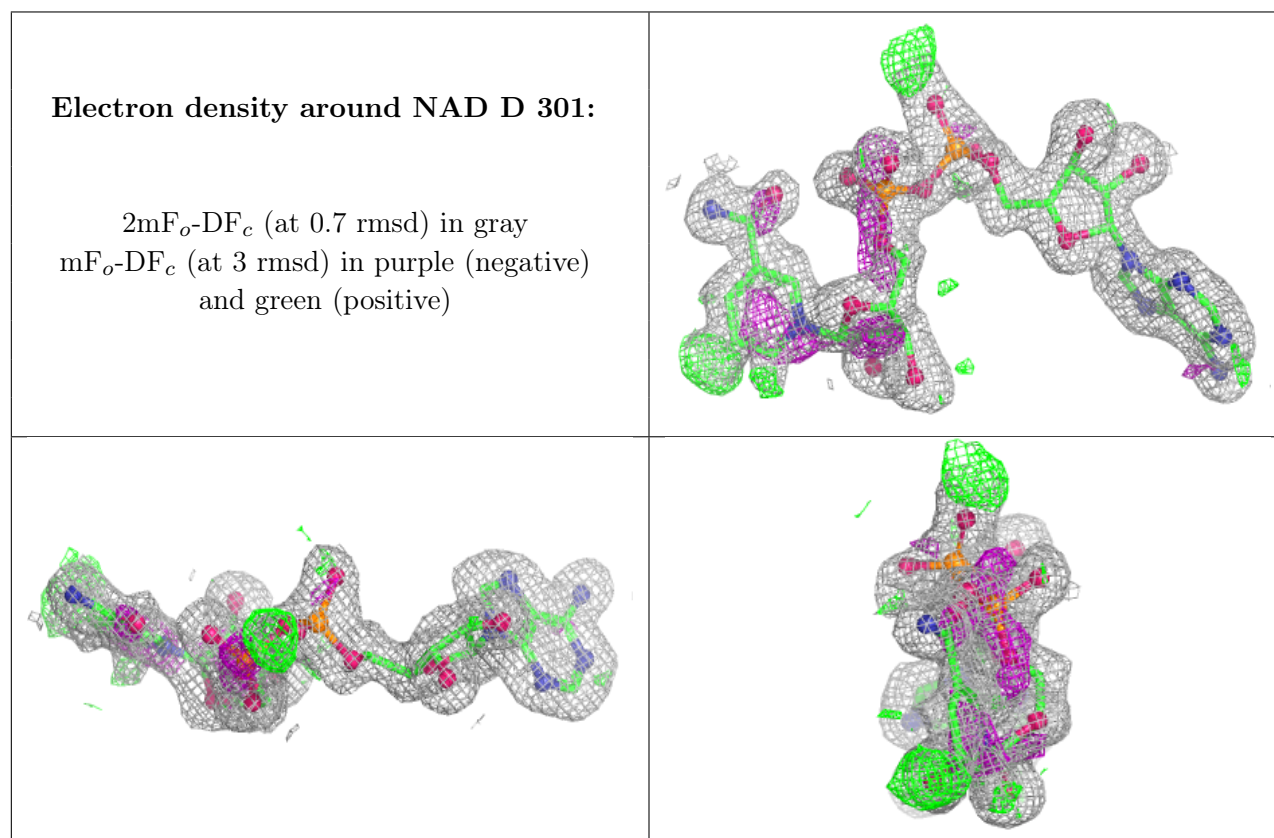 Electron density around NAD D 301:
2mFₒ-DF𝒸 (at 0.7 rmsd) in gray
mFₒ-DF𝒸 (at 3 rmsd) in purple (negative)
and green (positive)